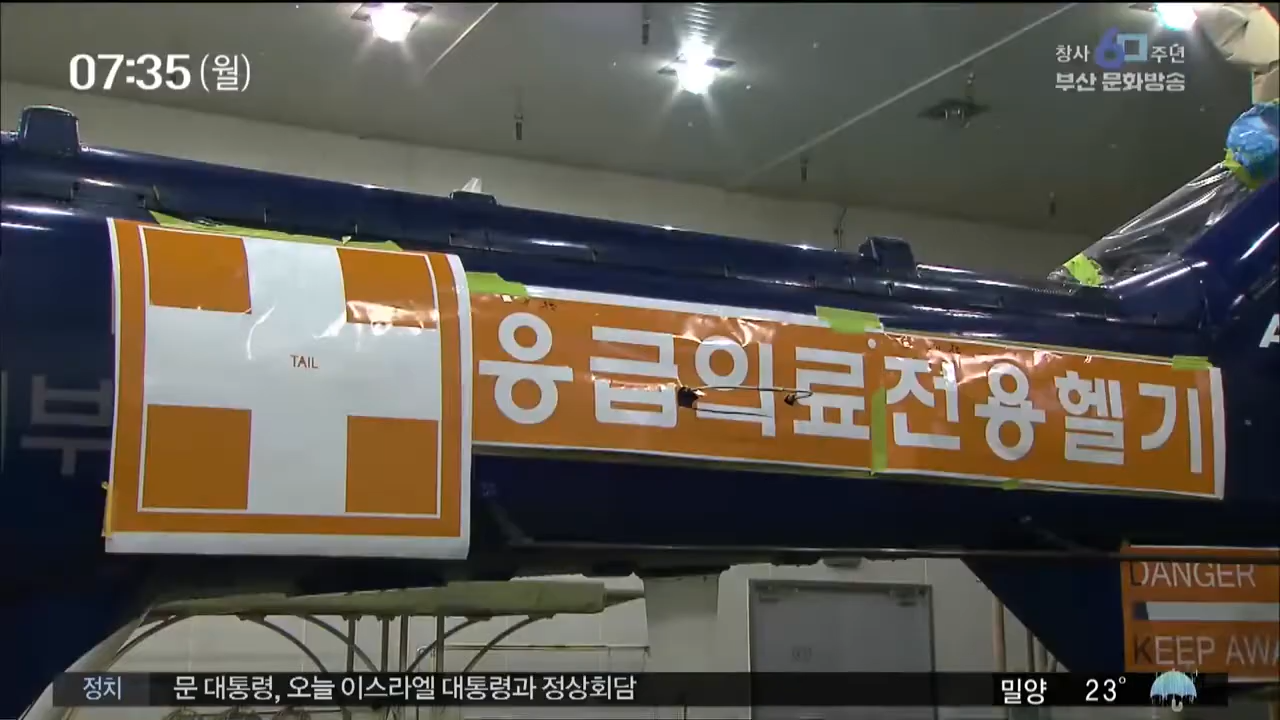 07:35(월)
창사 60 주년
부산 문화방송
TAIL
응급의료전용헬기
부
DANGER
KEEP AWA
정치 문 대통령, 오늘 이스라엘 대통령과 정상회담
밀양 23°